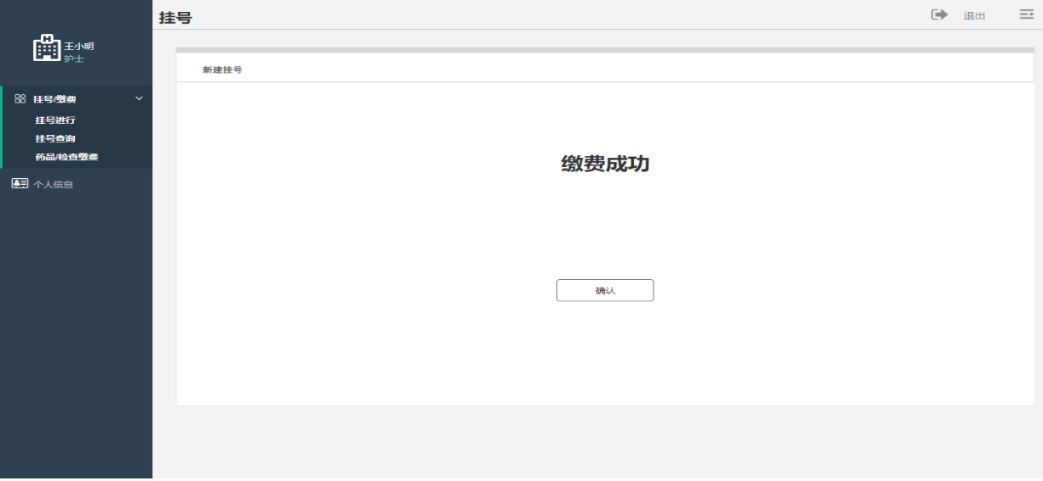 挂号
退出
王小明
护士
新建挂号
挂号/缴费
挂号进行
挂号查询
药品/检查缴费
缴费成功
个人信息
确认